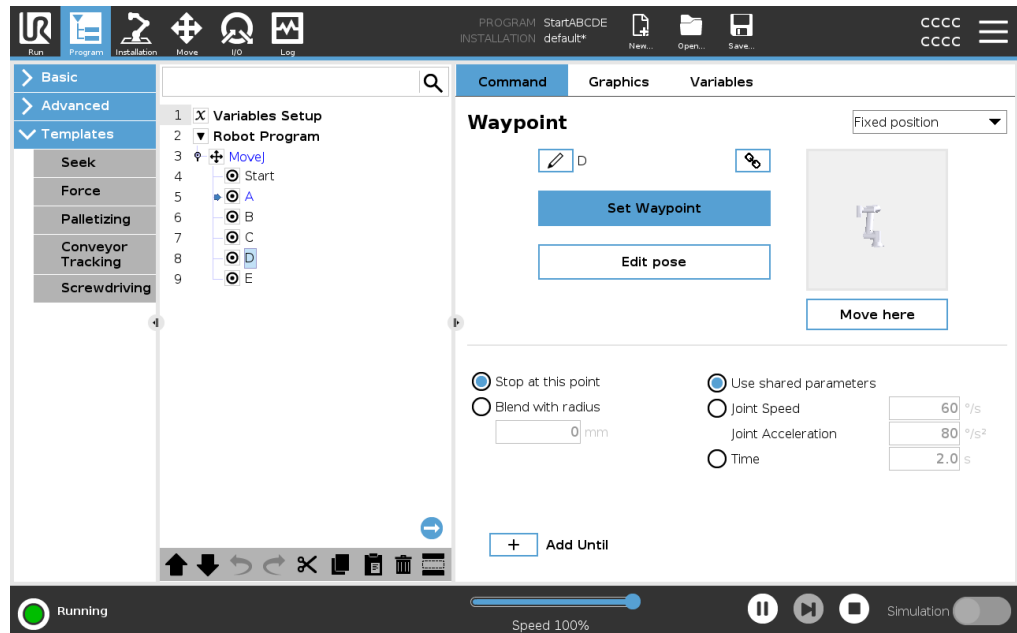 UR
Run
Program
Installation
Move
I/O
Log
PROGRAM StartABCDE
INSTALLATION default*
New...
Open...
Save...
CCCC
CCCC
Basic
Advanced
Templates
Seek
Force
Palletizing
Conveyor
Tracking
Screwdriving
1 X Variables Setup
2 Robot Program
3 MoveJ
4 Start
5 A
6 B
7 C
8 D
9 E
Command Graphics Variables
Waypoint
Fixed position
D
Set Waypoint
Edit pose
Move here
Stop at this point
Blend with radius
0 mm
Use shared parameters
Joint Speed 60 °/s
Joint Acceleration 80 °/s²
Time 2.0 s
+ Add Until
Running
Speed 100%
Simulation